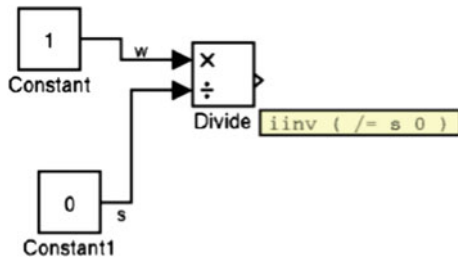 1
w
×
÷
Constant
Divide
iinv ( /= s 0 )
0
s
Constant1